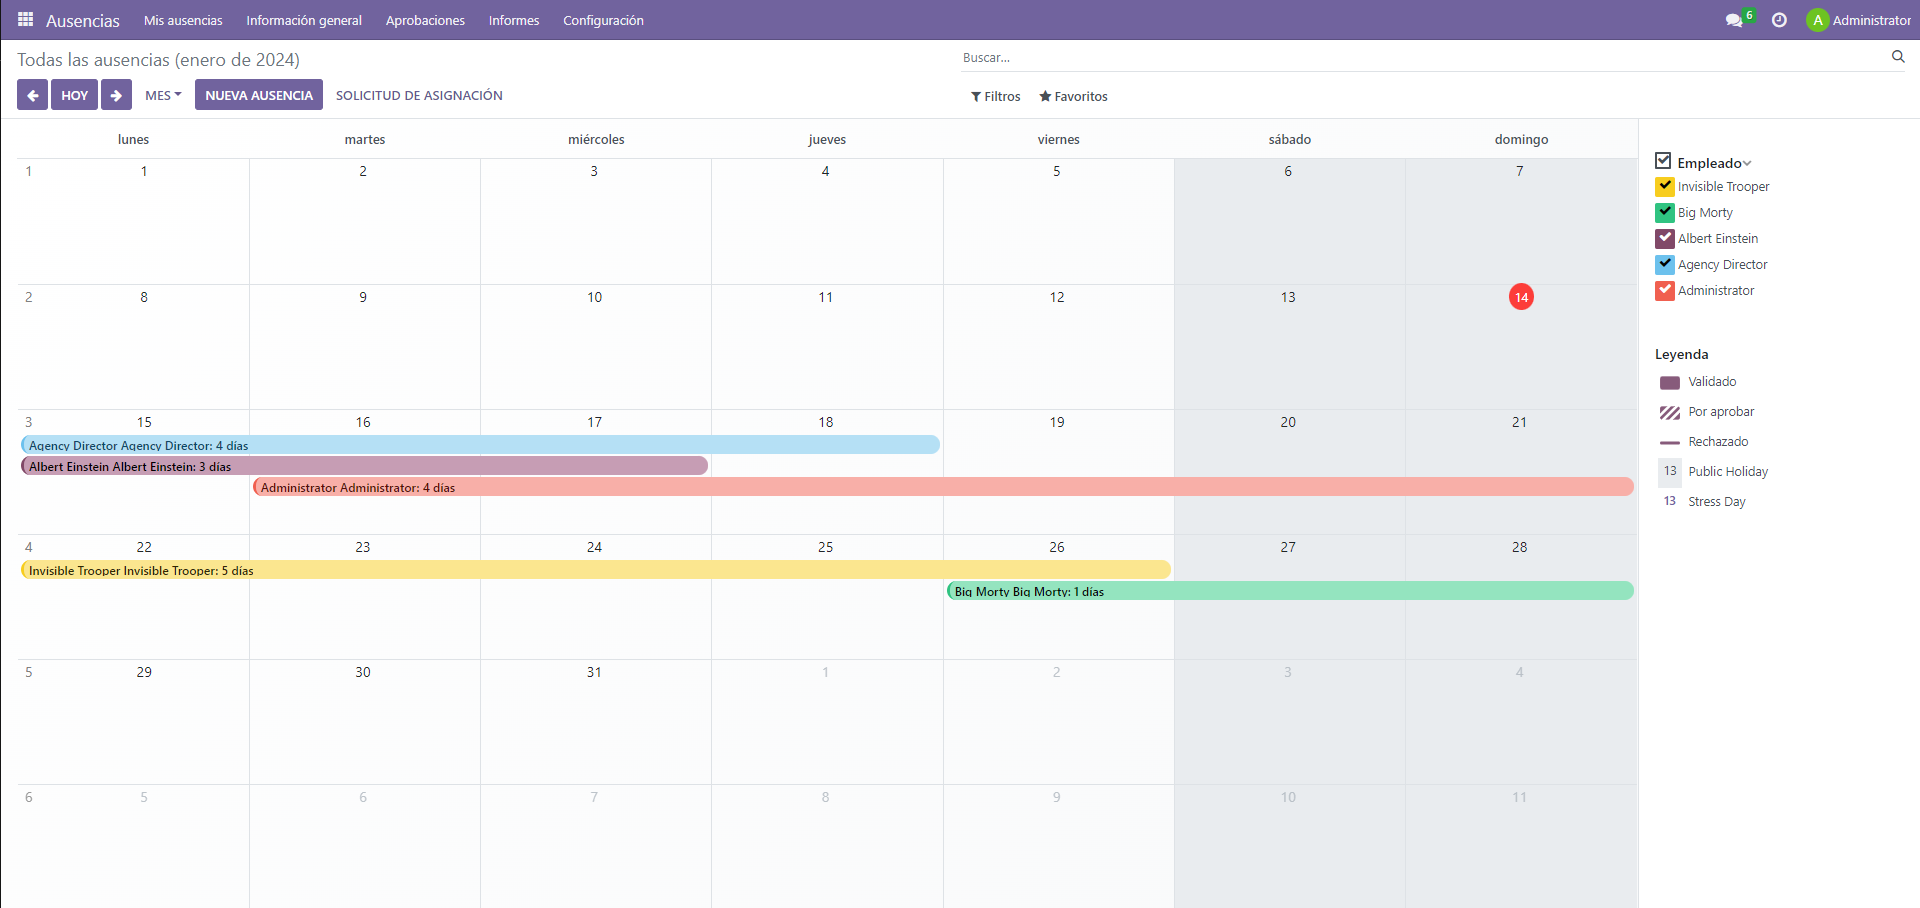 Ausencias Mis ausencias Información general Aprobaciones Informes Configuración 6 A Administrator
Todas las ausencias (enero de 2024) Buscar...
HOY MES NUEVA AUSENCIA SOLICITUD DE ASIGNACIÓN Filtros Favoritos
lunes martes miércoles jueves viernes sábado domingo
1 1 2 3 4 5 6 7
2 8 9 10 11 12 13 14
3 15 16 17 18 19 20 21
Agency Director Agency Director: 4 días
Albert Einstein Albert Einstein: 3 días
Administrator Administrator: 4 días
4 22 23 24 25 26 27 28
Invisible Trooper Invisible Trooper: 5 días
Big Morty Big Morty: 1 días
5 29 30 31 1 2 3 4
6 5 6 7 8 9 10 11
Empleado
Invisible Trooper
Big Morty
Albert Einstein
Agency Director
Administrator
Leyenda
Validado
Por aprobar
Rechazado
13 Public Holiday
13 Stress Day